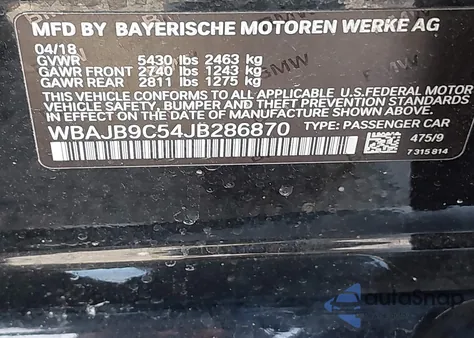 MFD BY BAYERISCHE MOTOREN WERKE AG
04/18
GVWR 5430 lbs 2463 kg
GAWR FRONT 2740 lbs 1243 kg
GAWR REAR 2811 lbs 1275 kg
THIS VEHICLE CONFORMS TO ALL APPLICABLE U.S.FEDERAL MOTOR
VEHICLE SAFETY, BUMPER AND THEFT PREVENTION STANDARDS
IN EFFECT ON THE DATE OF MANUFACTURE SHOWN ABOVE.
WBAJB9C54JB286870 TYPE: PASSENGER CAR
475/9
7 315 814
BMW
autoSnap